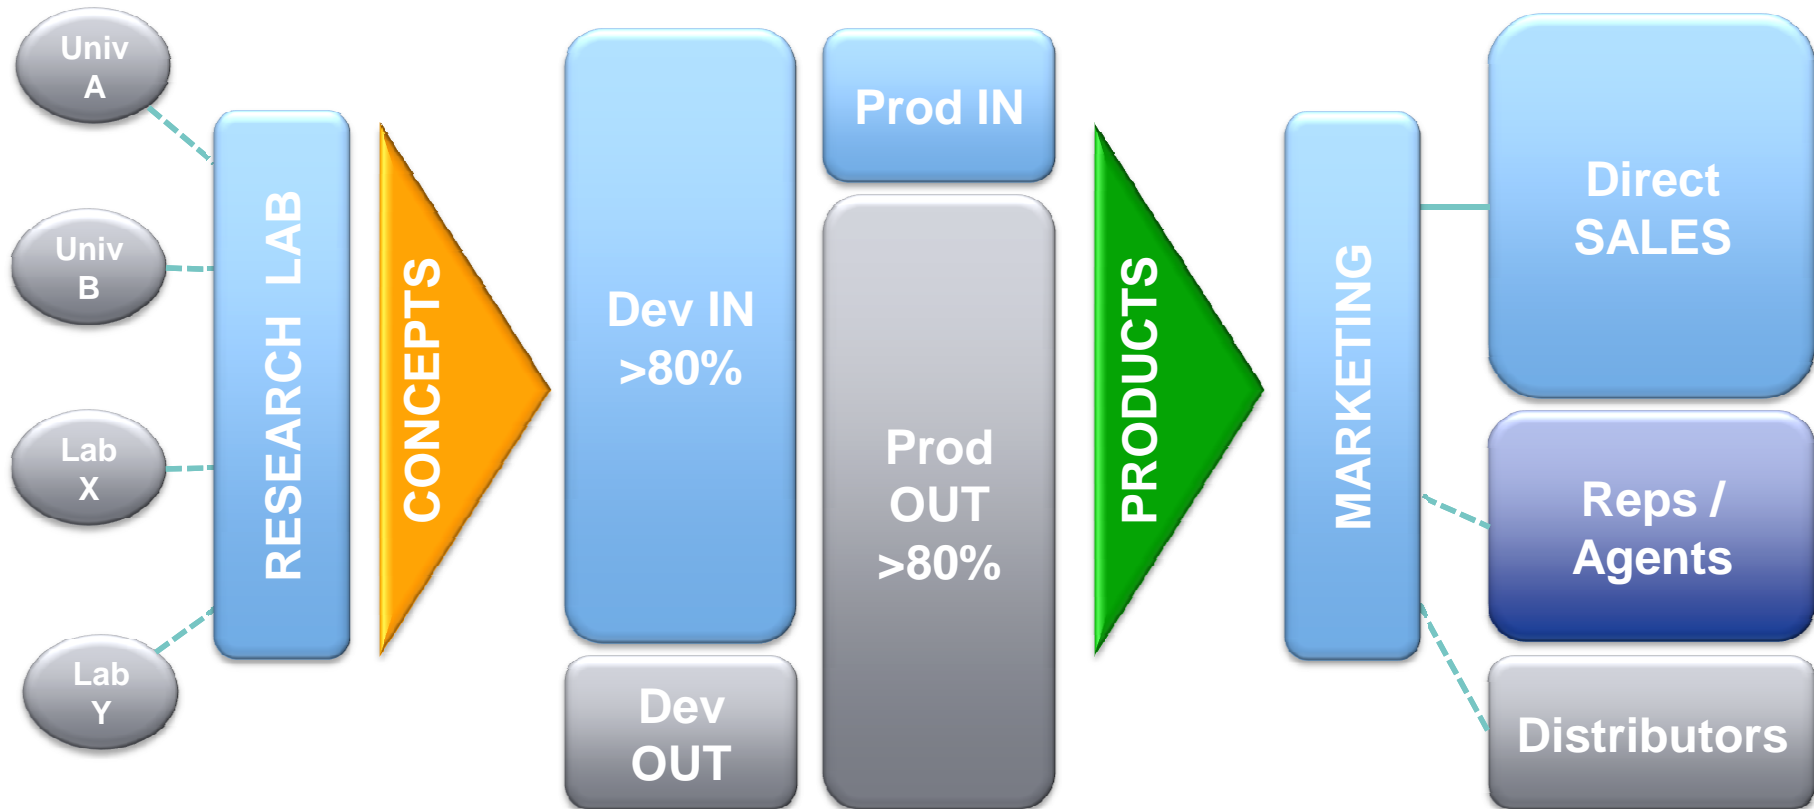 Univ
A
Univ
B
Lab
X
Lab
Y
RESEARCH LAB
CONCEPTS
Dev IN
>80%
Dev
OUT
Prod IN
Prod
OUT
>80%
PRODUCTS
MARKETING
Direct
SALES
Reps /
Agents
Distributors